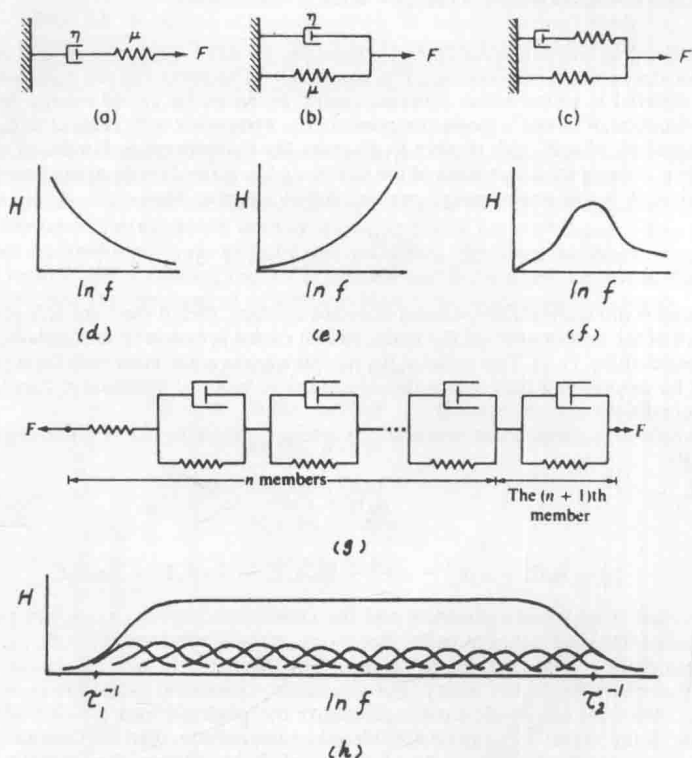 η μ F
(a)
η F
μ
(b)
F
(c)
H
ln f
(d)
H
ln f
(e)
H
ln f
(f)
F F
n members
The (n + 1)th
member
(g)
H
τ₁⁻¹ ln f τ₂⁻¹
(h)